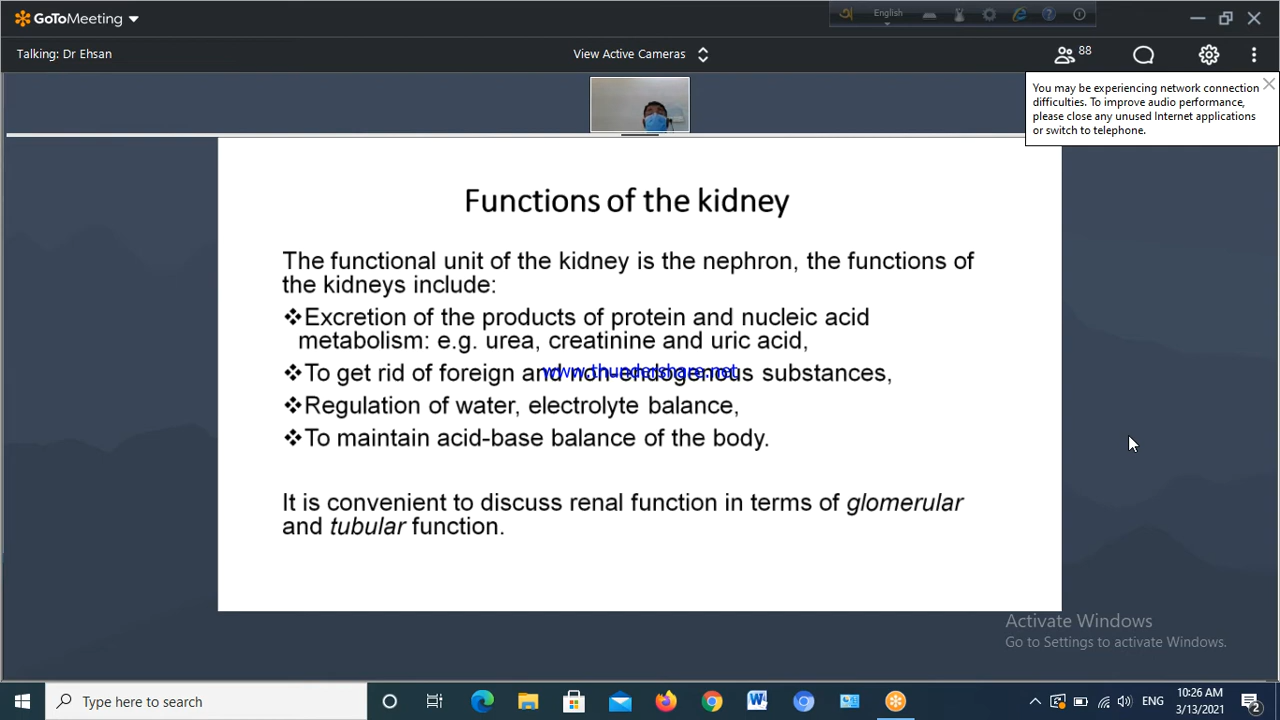 GoToMeeting
English
Talking: Dr Ehsan
View Active Cameras
88
You may be experiencing network connection
difficulties. To improve audio performance,
please close any unused Internet applications
or switch to telephone.
Functions of the kidney
The functional unit of the kidney is the nephron, the functions of
the kidneys include:
❖Excretion of the products of protein and nucleic acid
metabolism: e.g. urea, creatinine and uric acid,
❖To get rid of foreign and non-endogenous substances,
www.thundershare.net
❖Regulation of water, electrolyte balance,
❖To maintain acid-base balance of the body.
It is convenient to discuss renal function in terms of glomerular
and tubular function.
Activate Windows
Go to Settings to activate Windows.
Type here to search
ENG
10:26 AM
3/13/2021
2